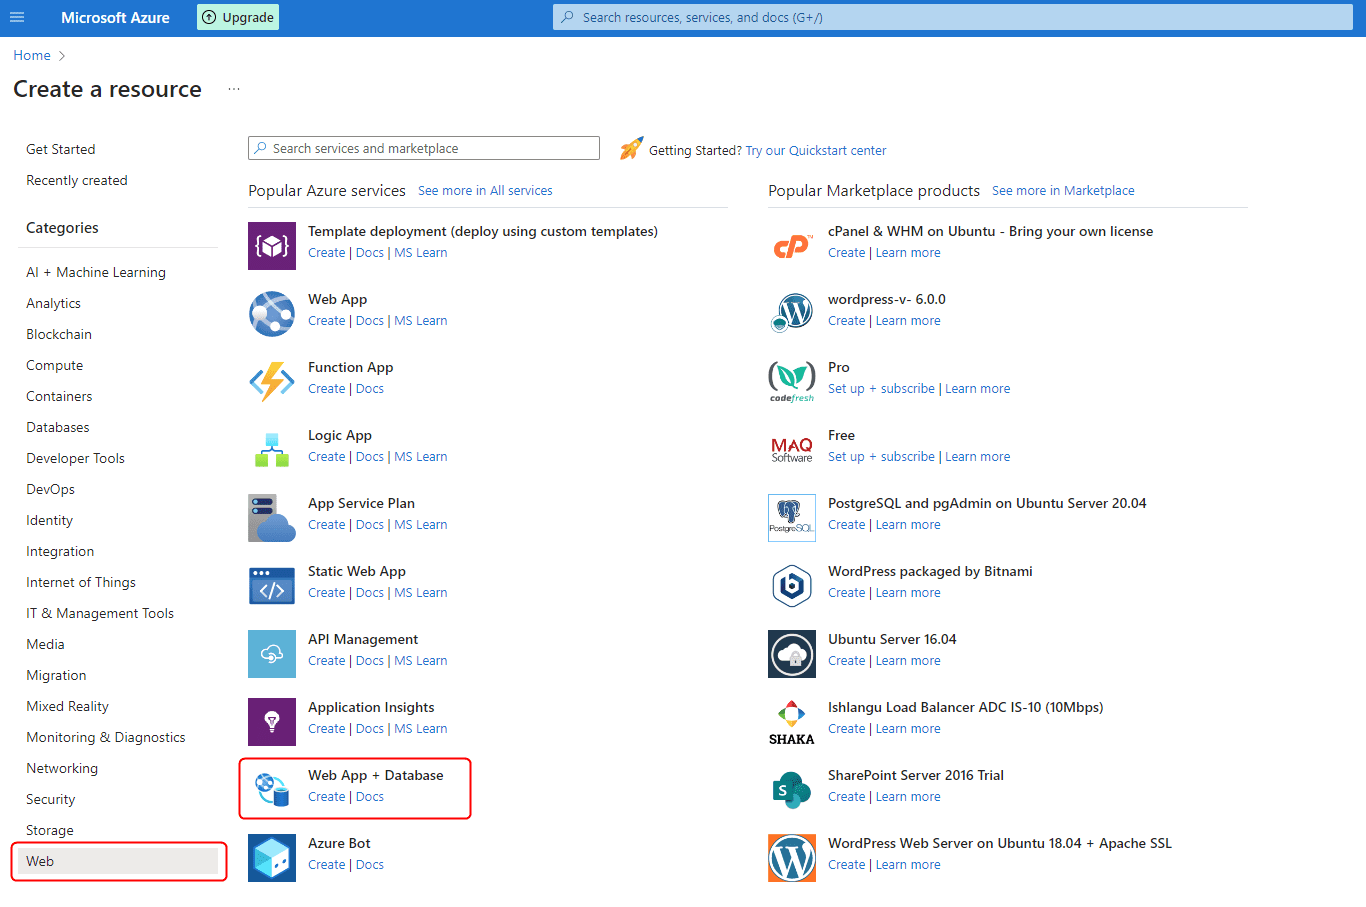 Microsoft Azure
Upgrade
Search resources, services, and docs (G+/)
Home
Create a resource
...
Get Started
Recently created
Categories
AI + Machine Learning
Analytics
Blockchain
Compute
Containers
Databases
Developer Tools
DevOps
Identity
Integration
Internet of Things
IT & Management Tools
Media
Migration
Mixed Reality
Monitoring & Diagnostics
Networking
Security
Storage
Web
Search services and marketplace
Getting Started? Try our Quickstart center
Popular Azure services See more in All services
Template deployment (deploy using custom templates)
Create | Docs | MS Learn
Web App
Create | Docs | MS Learn
Function App
Create | Docs
Logic App
Create | Docs | MS Learn
App Service Plan
Create | Docs | MS Learn
Static Web App
Create | Docs | MS Learn
API Management
Create | Docs | MS Learn
Application Insights
Create | Docs | MS Learn
Web App + Database
Create | Docs
Azure Bot
Create | Docs
Popular Marketplace products See more in Marketplace
cP™
cPanel & WHM on Ubuntu - Bring your own license
Create | Learn more
wordpress-v- 6.0.0
Create | Learn more
codefresh
Pro
Set up + subscribe | Learn more
MAQ
Software
Free
Set up + subscribe | Learn more
PostgreSQL
PostgreSQL and pgAdmin on Ubuntu Server 20.04
Create | Learn more
WordPress packaged by Bitnami
Create | Learn more
Ubuntu Server 16.04
Create | Learn more
SHAKA
Ishlangu Load Balancer ADC IS-10 (10Mbps)
Create | Learn more
S
SharePoint Server 2016 Trial
Create | Learn more
WordPress Web Server on Ubuntu 18.04 + Apache SSL
Create | Learn more